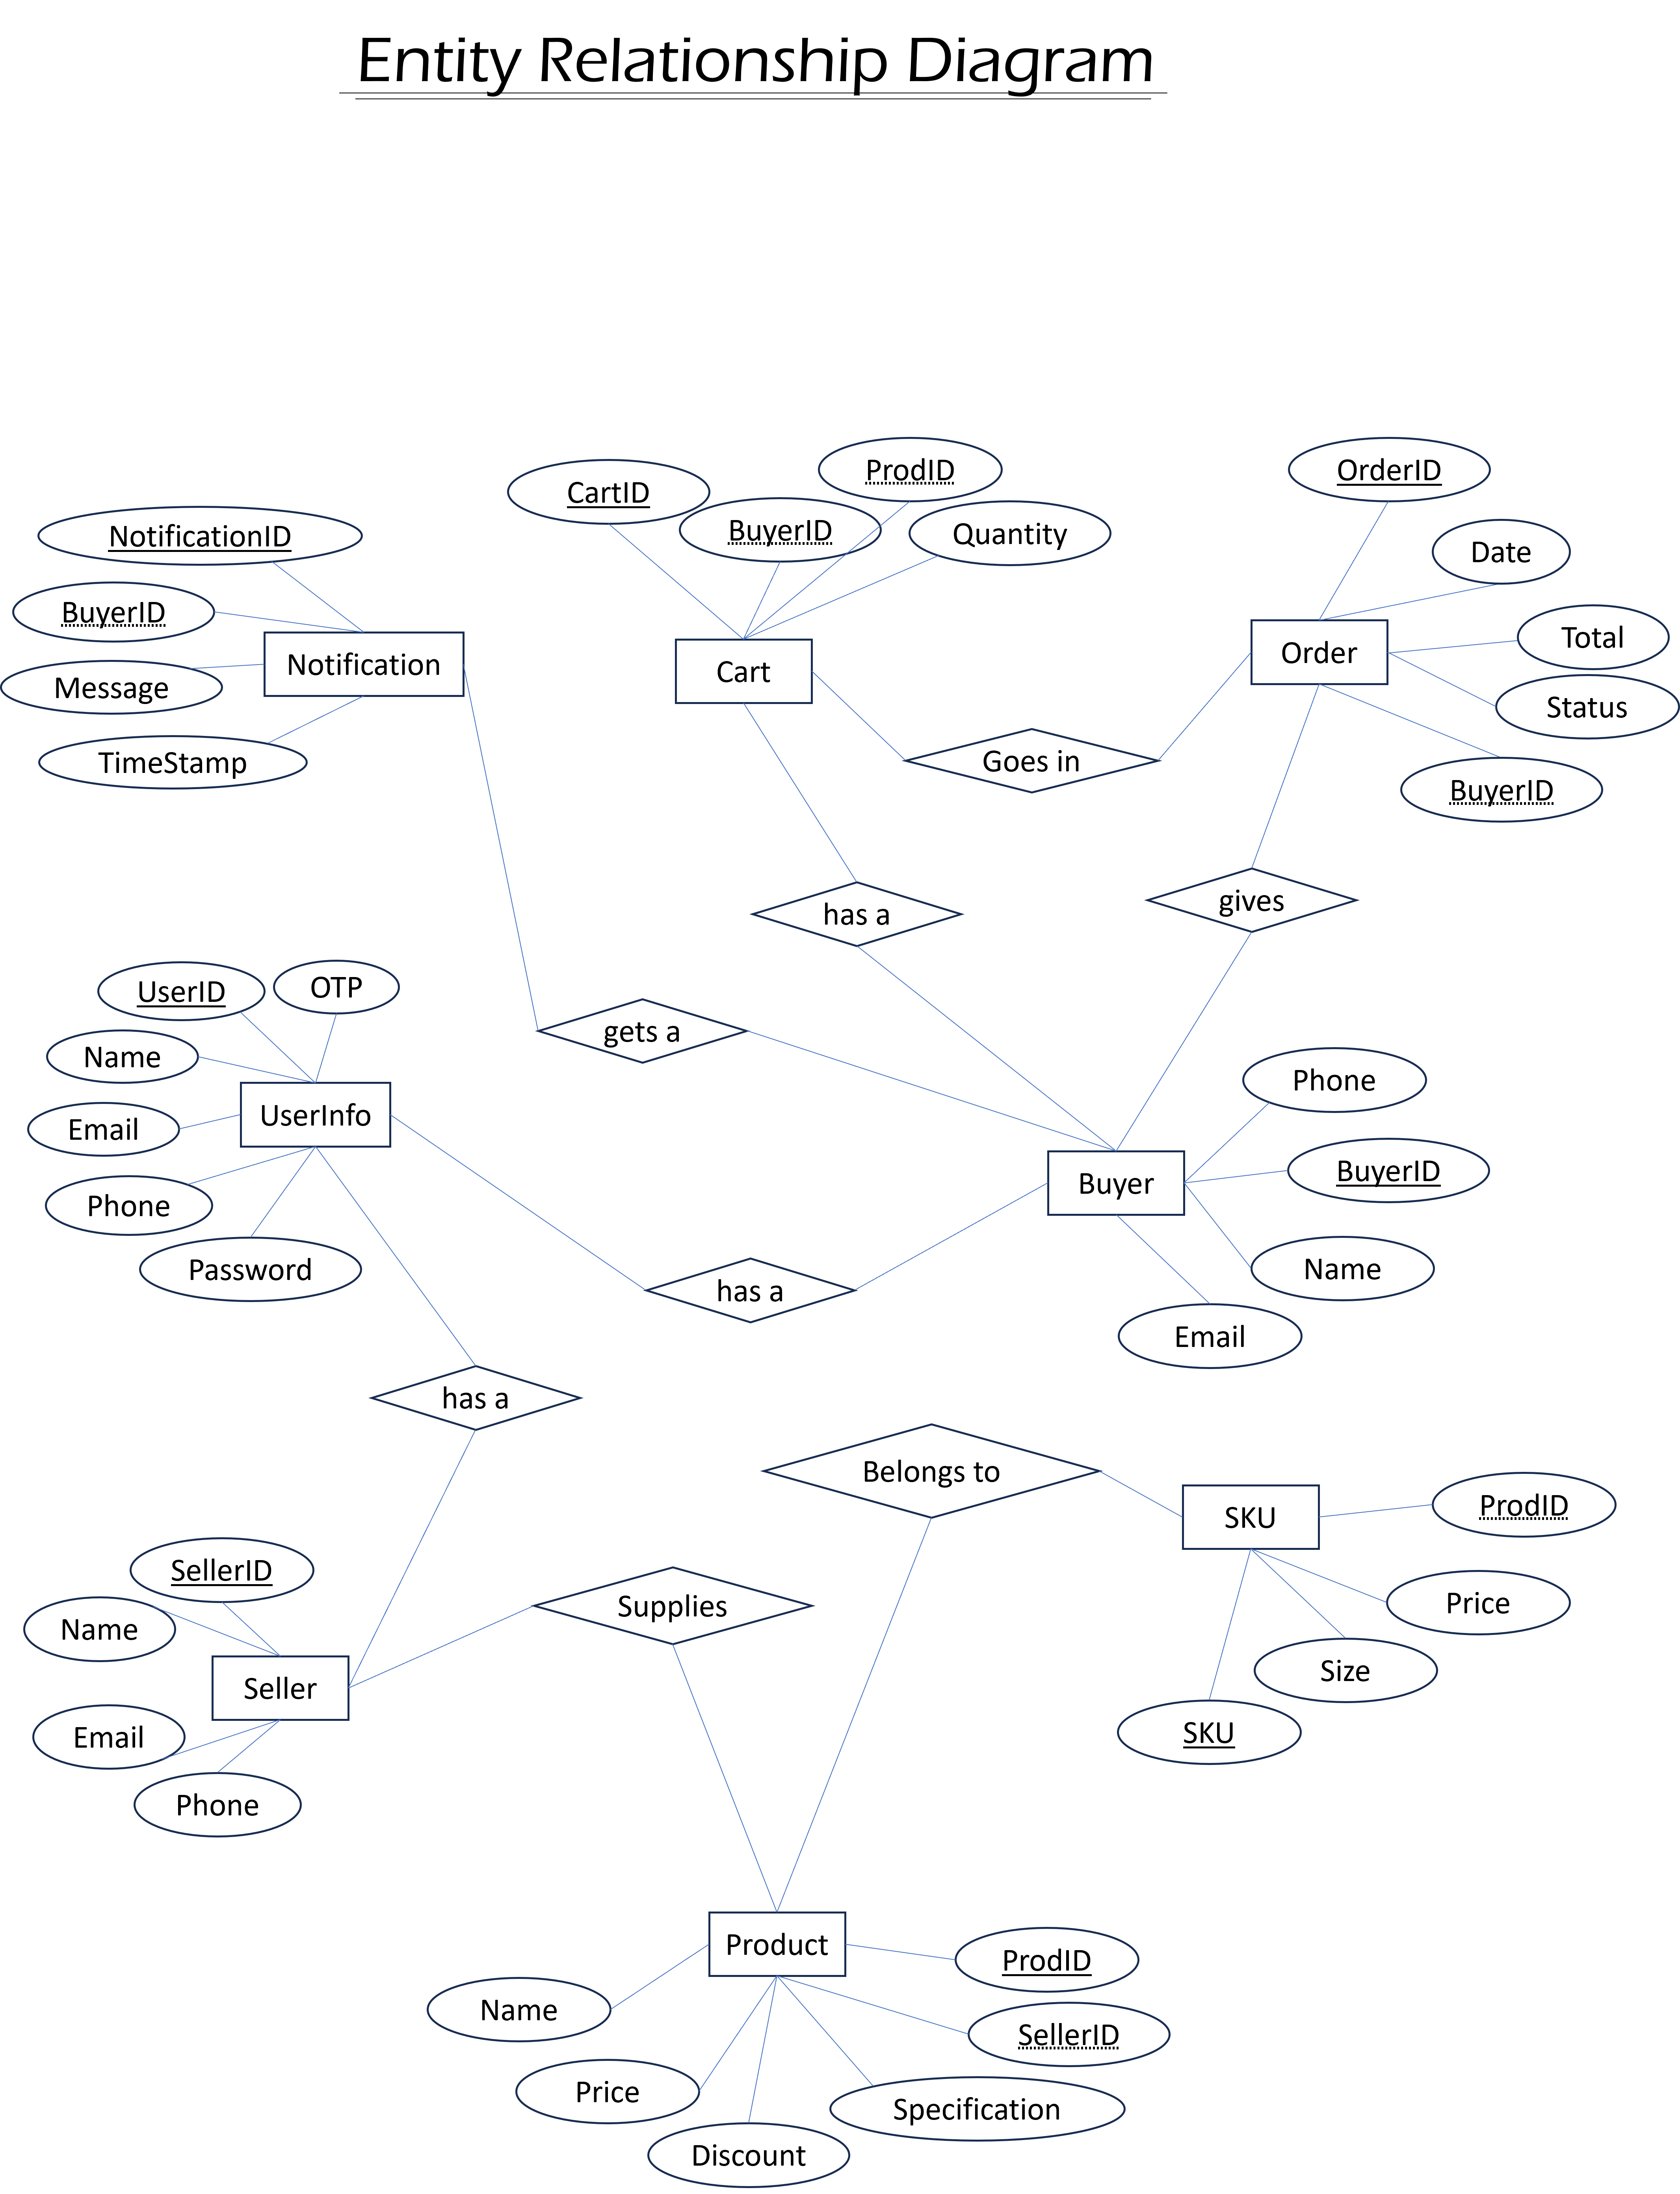 Entity Relationship Diagram
CartID
ProdID
BuyerID
Quantity
OrderID
Date
Total
Status
BuyerID
NotificationID
BuyerID
Message
TimeStamp
Notification
Cart
Order
Goes in
has a
gives
gets a
UserID
OTP
Name
Email
Phone
Password
UserInfo
Buyer
Phone
BuyerID
Name
Email
has a
has a
Belongs to
SKU
ProdID
Price
Size
SKU
SellerID
Name
Seller
Email
Phone
Supplies
Product
ProdID
SellerID
Specification
Name
Price
Discount